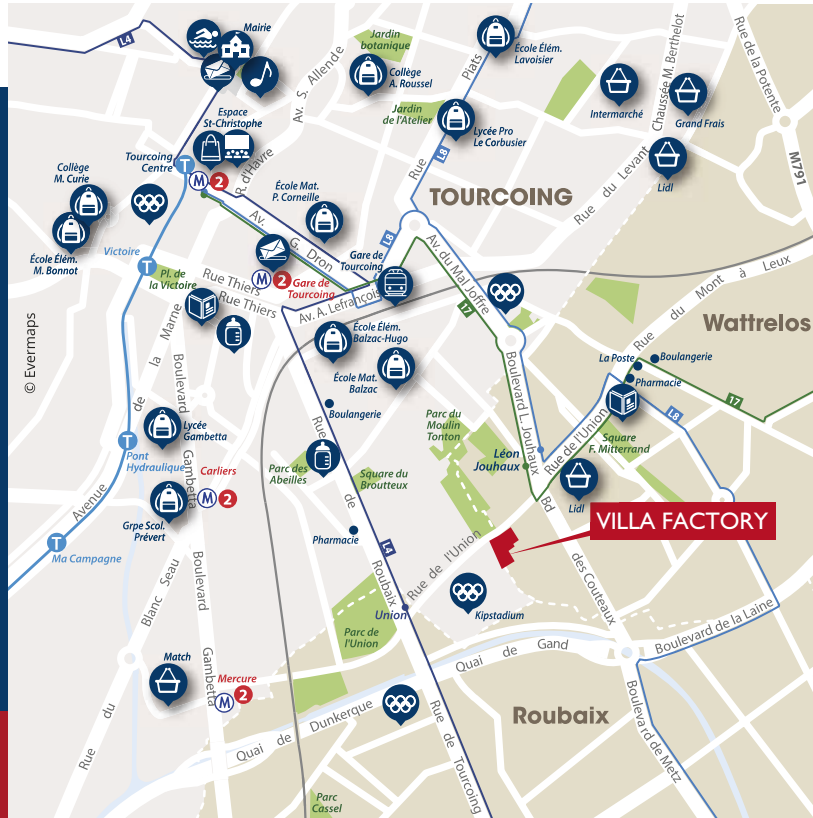 L4
Mairie
Jardin
botanique
Collège
A. Roussel
Av. S. Allende
Plats
École Élém.
Lavoisier
Chaussée M. Berthelot
Rue de la Potente
Intermarché
Grand Frais
Jardin
de l'Atelier
Lycée Pro
Le Corbusier
M791
Espace
St-Christophe
L8
Lidl
Tourcoing
Centre
T
M 2
R. d'Havre
Rue
Rue du Levant
Collège
M. Curie
École Mat.
P. Corneille
TOURCOING
École Élém.
M. Bonnot
Victoire
T
Av. G. Dron
L8
Gare de
Tourcoing
Av. du Mal Joffre
Pl. de
la Victoire
Rue Thiers
Rue Thiers
M 2
Gare de
Tourcoing
Av. A. Lefrançois
17
Rue du Mont à Leux
Wattrelos
© Evermaps
École Élém.
Balzac-Hugo
École Mat.
Balzac
La Poste
Boulangerie
Pharmacie
17
Boulevard L. Jouhaux
Boulangerie
Parc du
Moulin
Tonton
Rue de l'Union
L8
Square
F. Mitterrand
Léon
Jouhaux
Avenue de la Marne
Boulevard Gambetta
Lycée
Gambetta
T
Pont
Hydraulique
Carliers
M 2
Parc des
Abeilles
Square du
Broutteux
Lidl
Grpe Scol.
Prévert
VILLA FACTORY
Pharmacie
Rue de Roubaix
L4
T
Ma Campagne
Rue de l'Union
Bd des Couteaux
Union
Kipstadium
Parc de
l'Union
Boulevard de la Laine
Rue du Blanc Seau
Boulevard Gambetta
Match
Mercure
M 2
Quai de Gand
Quai de Dunkerque
Roubaix
Boulevard de Metz
Rue de Tourcoing
Parc
Cassel